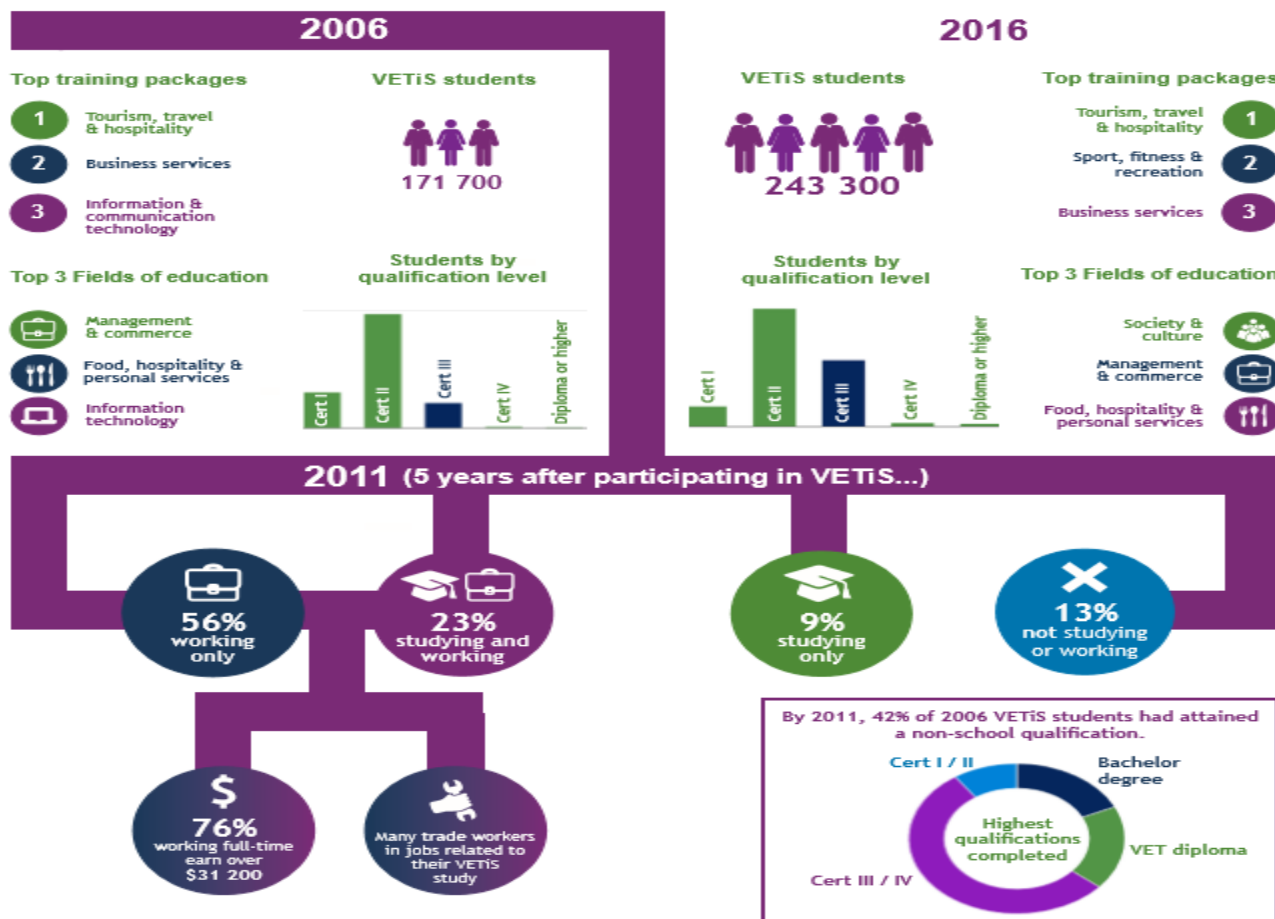 2006
Top training packages
1
Tourism, travel
& hospitality
2
Business services
3
Information &
communication
technology
VETiS students
171 700
Top 3 Fields of education
Management
& commerce
Food, hospitality &
personal services
Information
technology
Students by
qualification level
Cert I
Cert II
Cert III
Cert IV
Diploma or higher
2016
VETiS students
243 300
Top training packages
Tourism, travel
& hospitality
1
Sport, fitness &
recreation
2
Business services
3
Students by
qualification level
Cert I
Cert II
Cert III
Cert IV
Diploma or higher
Top 3 Fields of education
Society &
culture
Management
& commerce
Food, hospitality &
personal services
2011 (5 years after participating in VETiS...)
56%
working
only
23%
studying and
working
9%
studying
only
13%
not studying
or working
$
76%
working full-time
earn over
$31 200
Many trade workers
in jobs related to
their VETiS
study
By 2011, 42% of 2006 VETiS students had attained
a non-school qualification.
Cert I / II
Bachelor
degree
Highest
qualifications
completed
VET diploma
Cert III / IV